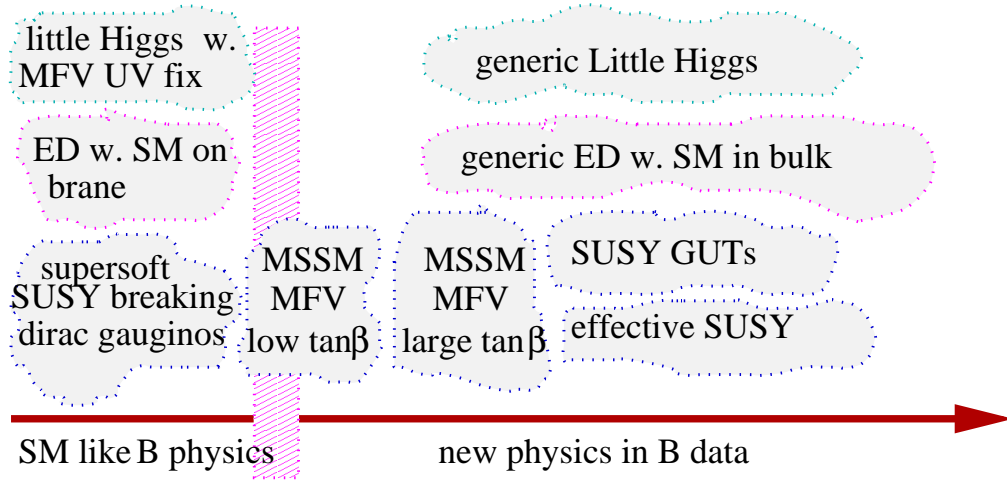 little Higgs w.
MFV UV fix
generic Little Higgs
ED w. SM on
brane
generic ED w. SM in bulk
supersoft
SUSY breaking
dirac gauginos
MSSM
MFV
low tanβ
MSSM
MFV
large tanβ
SUSY GUTs
effective SUSY
SM like B physics
new physics in B data